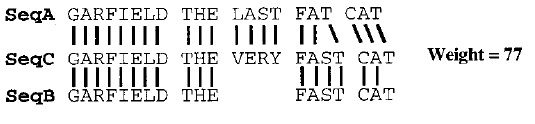 SeqA GARFIELD THE LAST FAT CAT
SeqC GARFIELD THE VERY FAST CAT
Weight = 77
SeqB GARFIELD THE FAST CAT